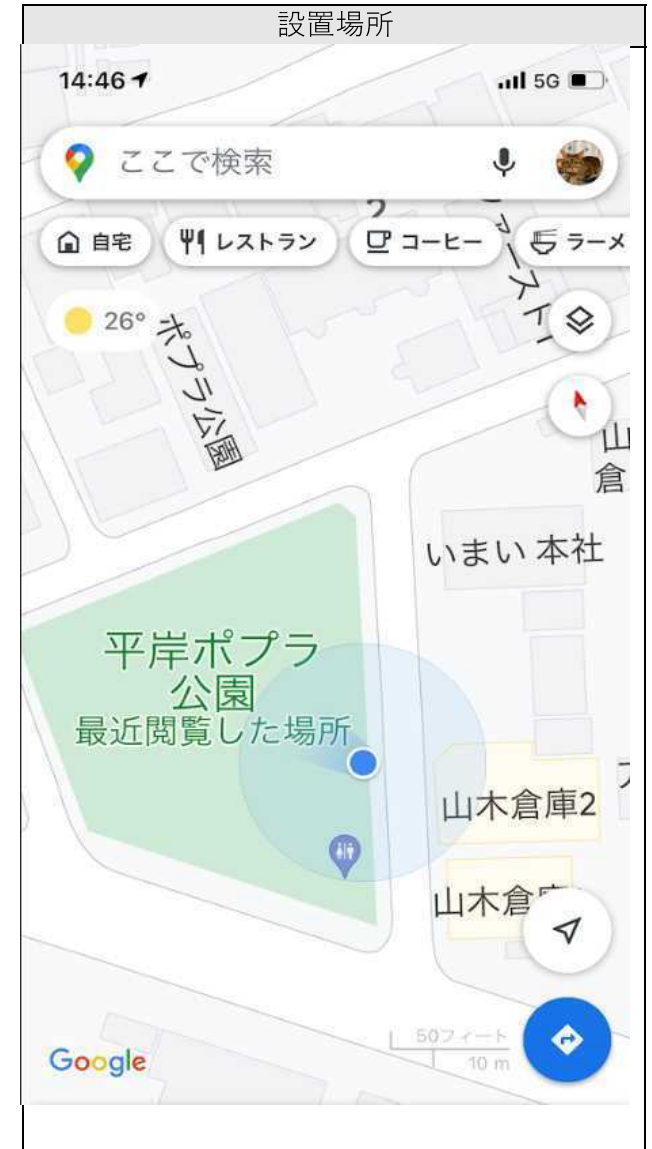 設置場所
14:46
5G
ここで検索
自宅
レストラン
コーヒー
ラーメ
26°
ポプラ公園
いまい 本社
平岸ポプラ
公園
最近閲覧した場所
山木倉庫2
山木倉
50フィート
10 m
Google